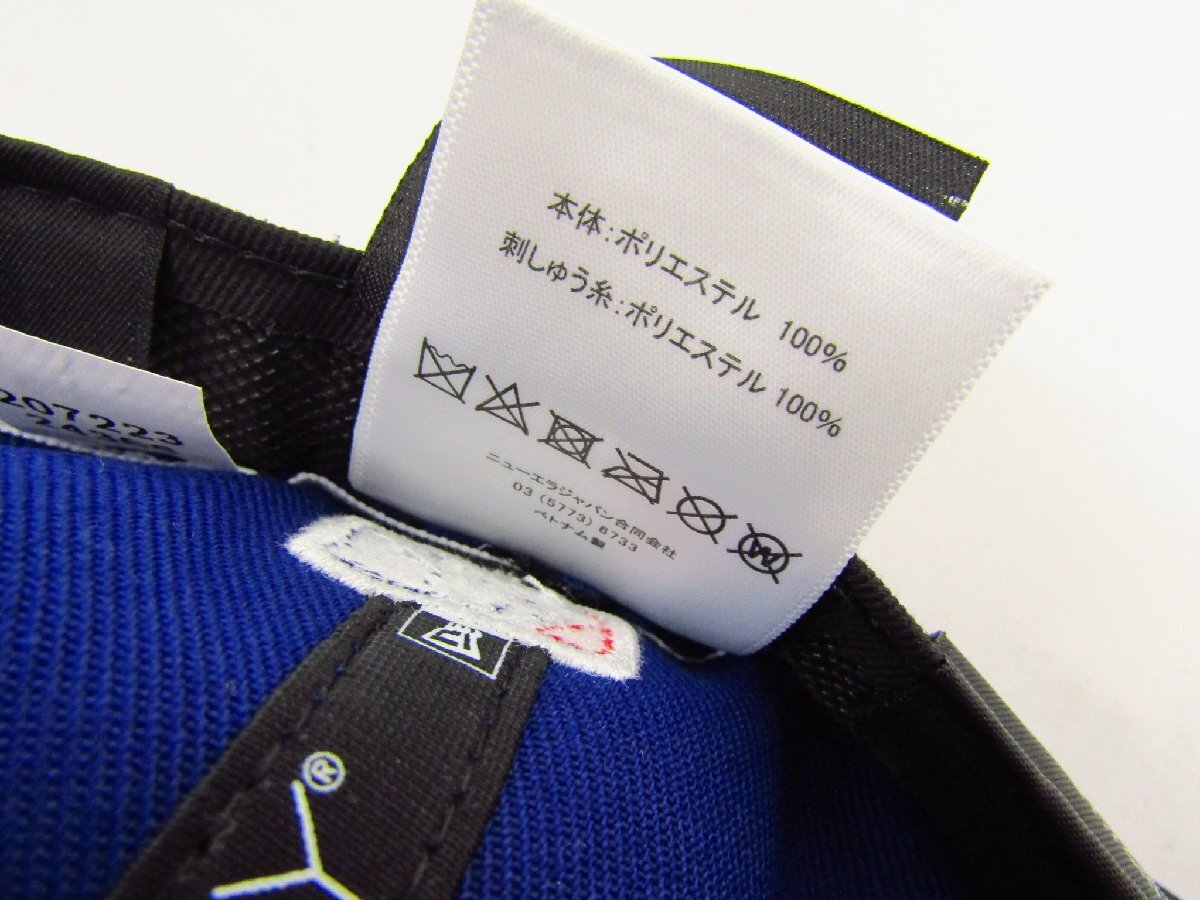 本体：ポリエステル 100%
刺しゅう糸：ポリエステル 100%
ニューエラジャパン合同会社
03 (5773) 6733
ベトナム製
207223
®